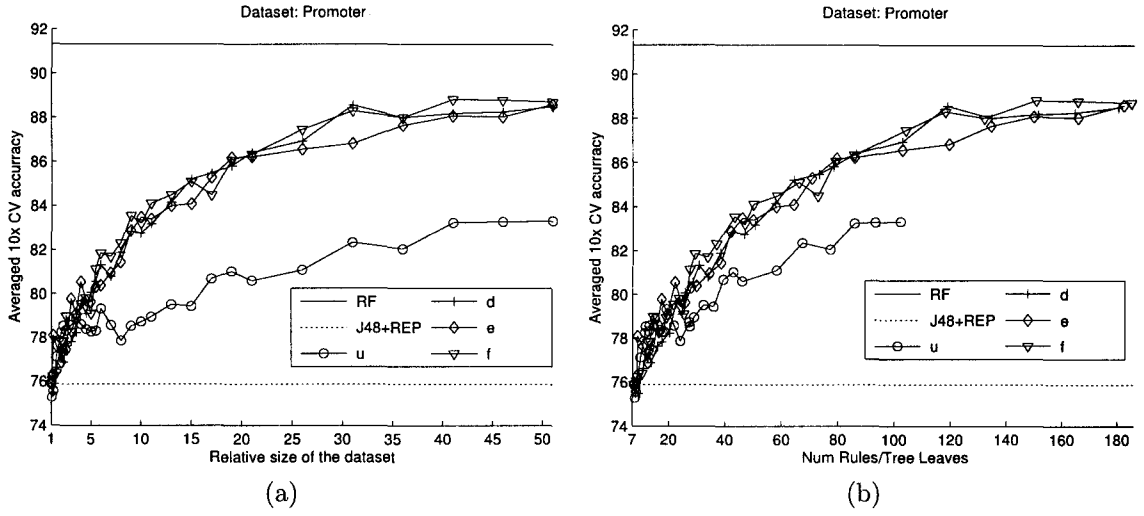 Dataset: Promoter
Averaged 10x CV accurracy
92
90
88
86
84
82
80
78
76
74
RF
J48+REP
u
d
e
f
1 5 10 15 20 25 30 35 40 45 50
Relative size of the dataset
(a)
Dataset: Promoter
Averaged 10x CV accurracy
92
90
88
86
84
82
80
78
76
74
RF
J48+REP
u
d
e
f
7 20 40 60 80 100 120 140 160 180
Num Rules/Tree Leaves
(b)